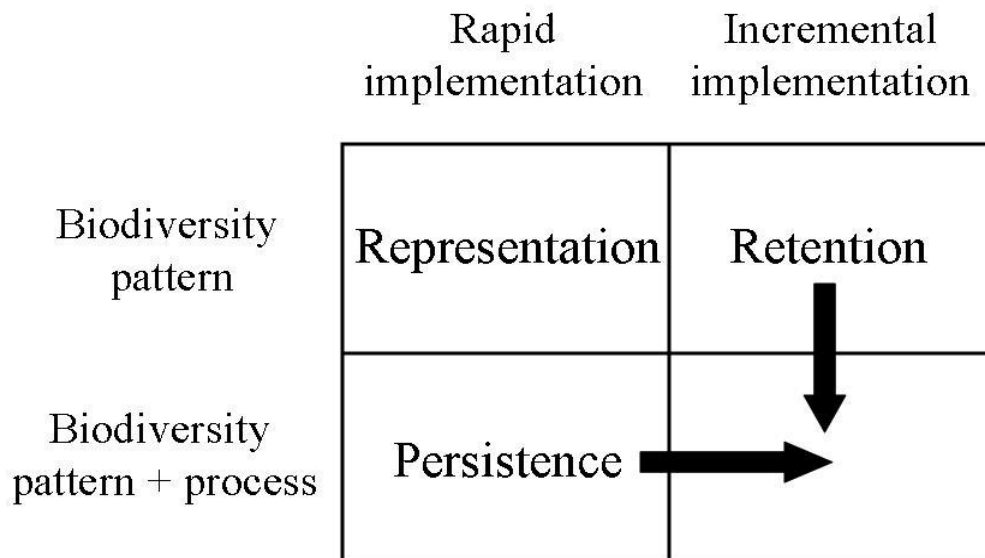 Rapid
implementation
Incremental
implementation
Biodiversity
pattern
Representation
Retention
Biodiversity
pattern + process
Persistence